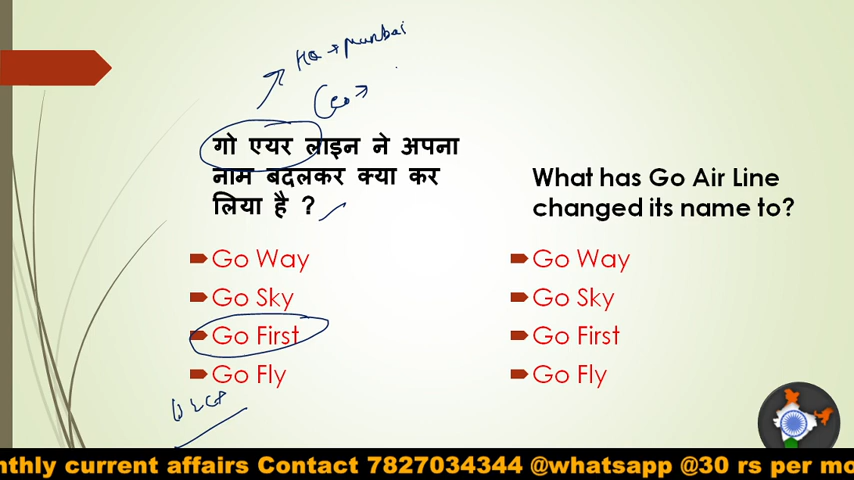 HQ → Mumbai
CEO →
गो एयर लाइन ने अपना
नाम बदलकर क्या कर
लिया है ?
Go Way
Go Sky
Go First
Go Fly
What has Go Air Line
changed its name to?
Go Way
Go Sky
Go First
Go Fly
nthly current affairs Contact 7827034344 @whatsapp @30 rs per mo